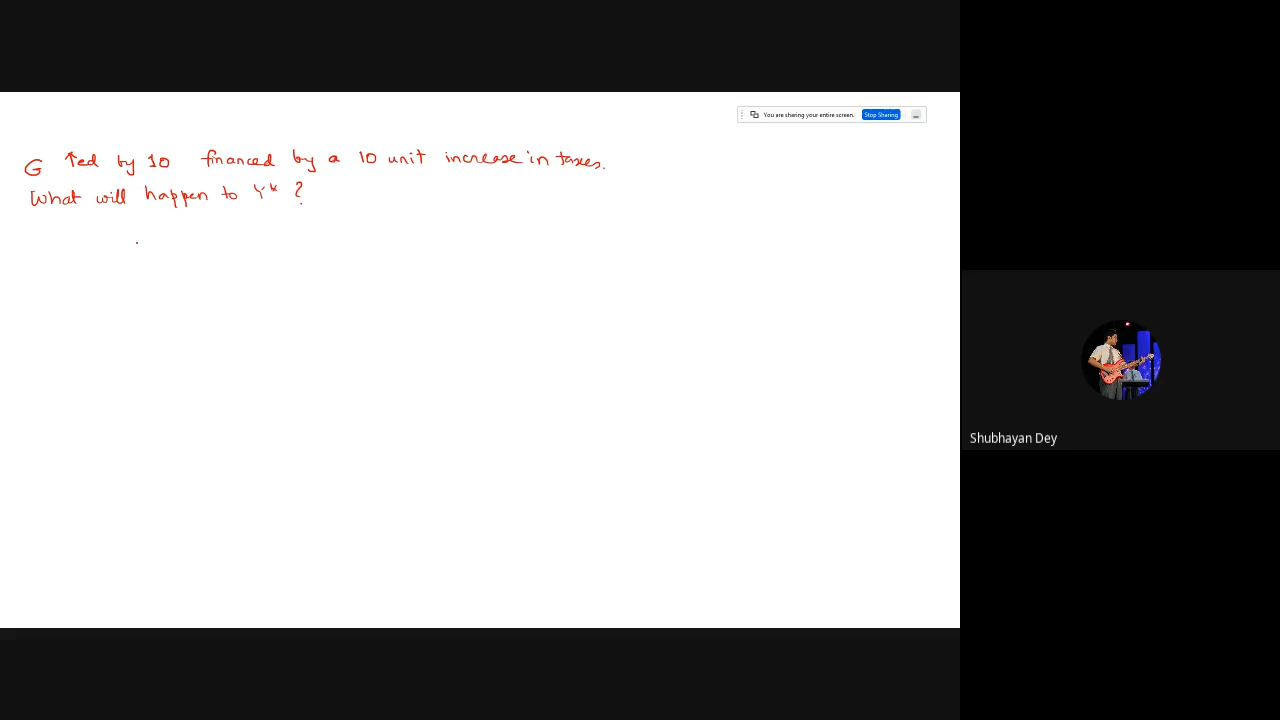 You are sharing your entire screen. Stop Sharing
G ↑ed by 10 financed by a 10 unit increase in taxes.
What will happen to Y* ?
Shubhayan Dey